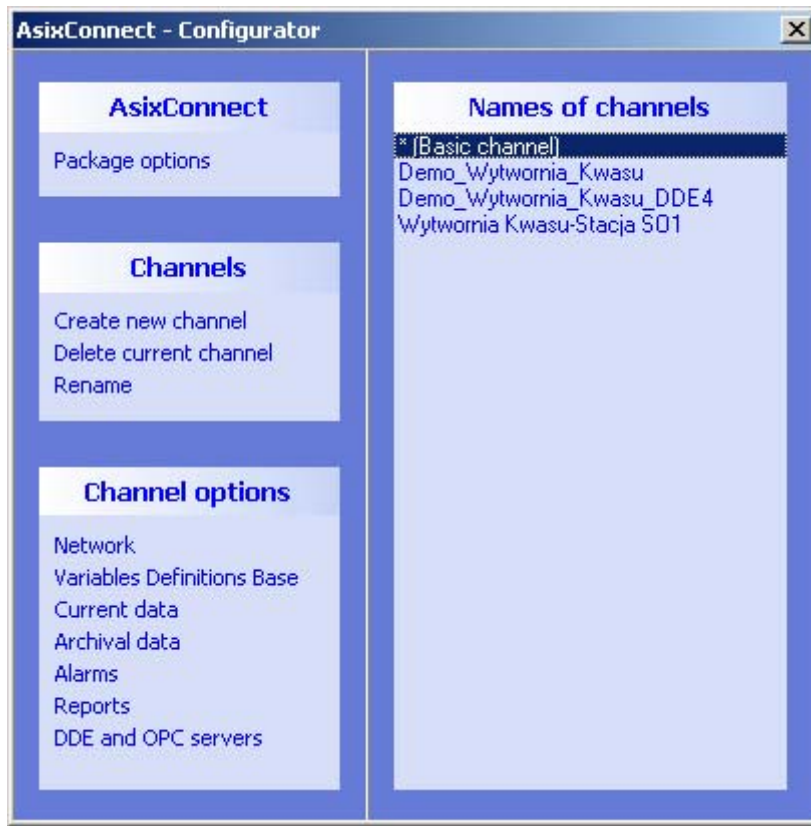 AsixConnect - Configurator
AsixConnect
Package options
Channels
Create new channel
Delete current channel
Rename
Channel options
Network
Variables Definitions Base
Current data
Archival data
Alarms
Reports
DDE and OPC servers
Names of channels
* (Basic channel)
Demo_Wytwornia_Kwasu
Demo_Wytwornia_Kwasu_DDE4
Wytwornia Kwasu-Stacja SO1